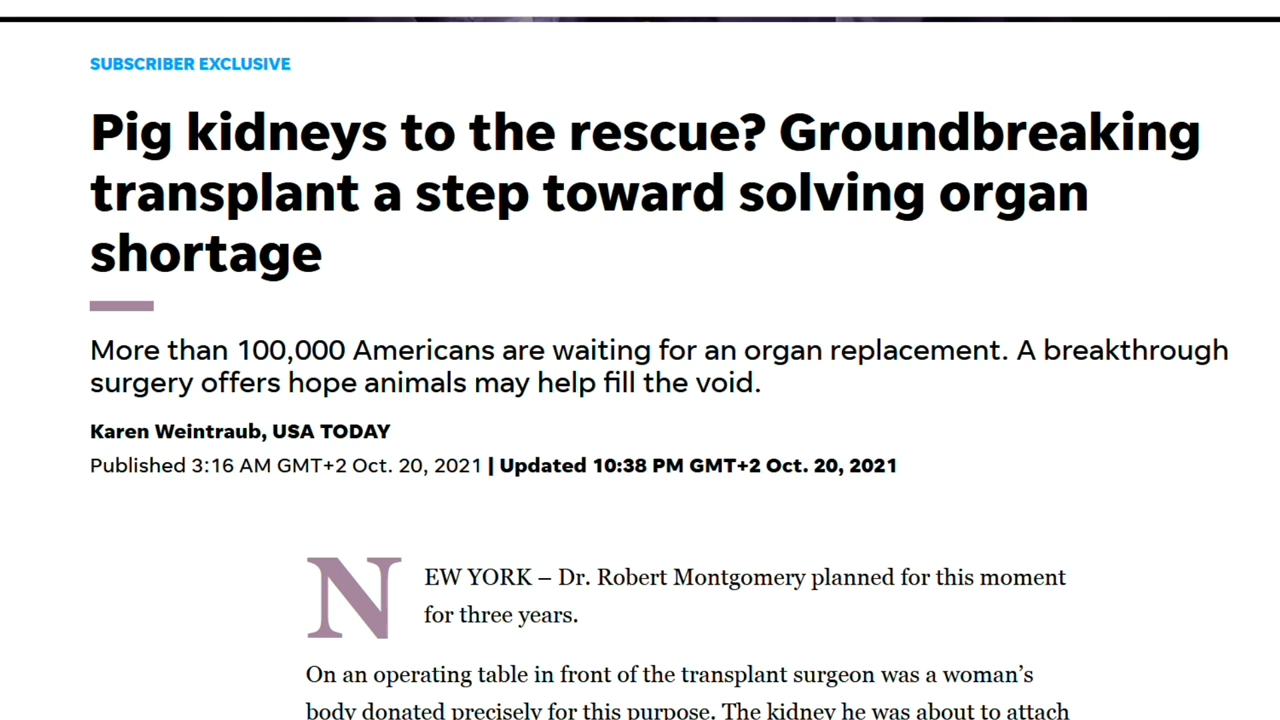 SUBSCRIBER EXCLUSIVE
Pig kidneys to the rescue? Groundbreaking
transplant a step toward solving organ
shortage
More than 100,000 Americans are waiting for an organ replacement. A breakthrough
surgery offers hope animals may help fill the void.
Karen Weintraub, USA TODAY
Published 3:16 AM GMT+2 Oct. 20, 2021 | Updated 10:38 PM GMT+2 Oct. 20, 2021
NEW YORK – Dr. Robert Montgomery planned for this moment
for three years.
On an operating table in front of the transplant surgeon was a woman’s
body donated precisely for this purpose. The kidney he was about to attach